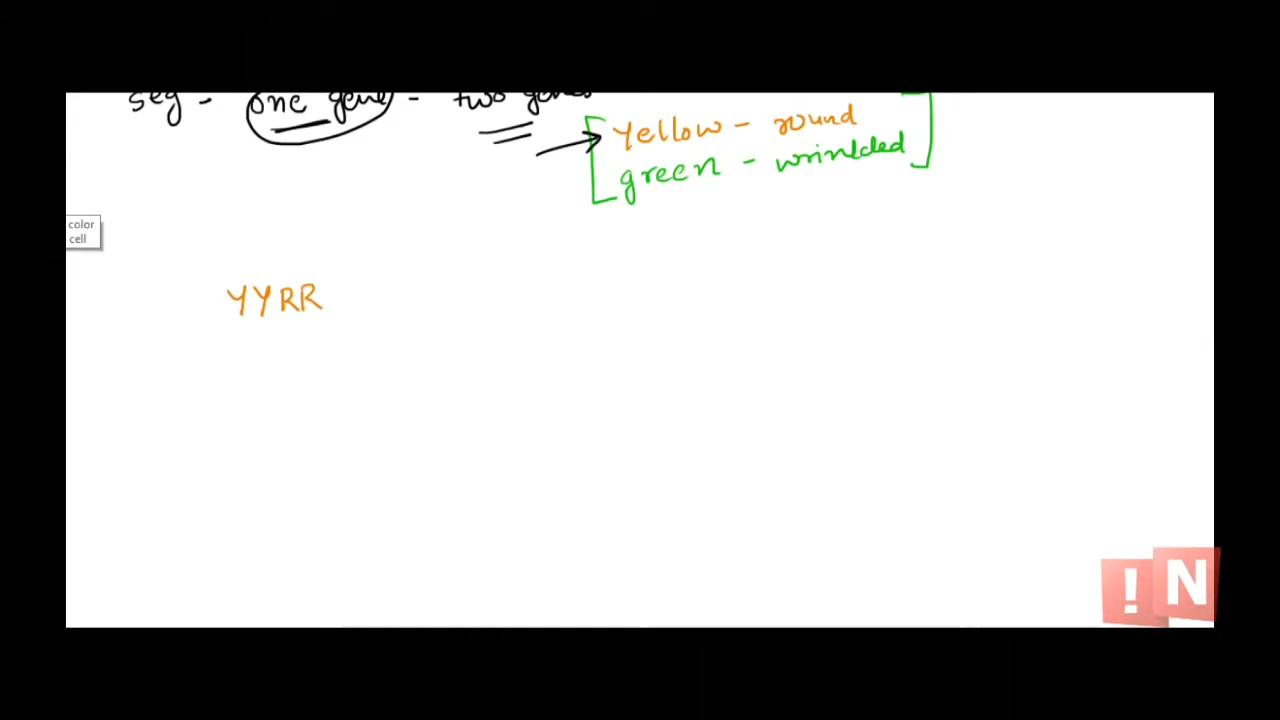 seg - one gene - two genes
yellow - round
green - wrinkled
color
cell
YYRR
! N